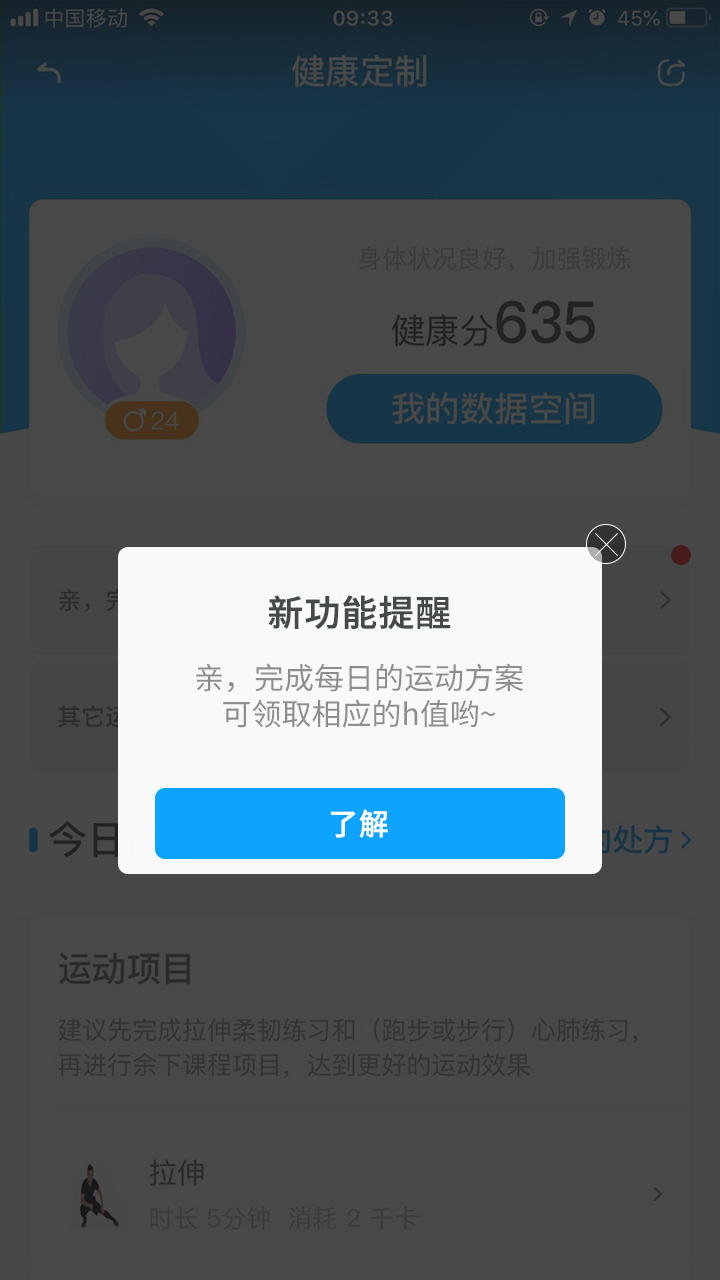 中国移动 09:33 45%
健康定制
身体状况良好，加强锻炼
健康分635
我的数据空间
24
亲，完
新功能提醒
亲，完成每日的运动方案
可领取相应的h值哟~
其它运
了解
今日
的处方
运动项目
建议先完成拉伸柔韧练习和（跑步或步行）心肺练习，
再进行余下课程项目，达到更好的运动效果
拉伸
时长 5分钟 消耗 2 千卡